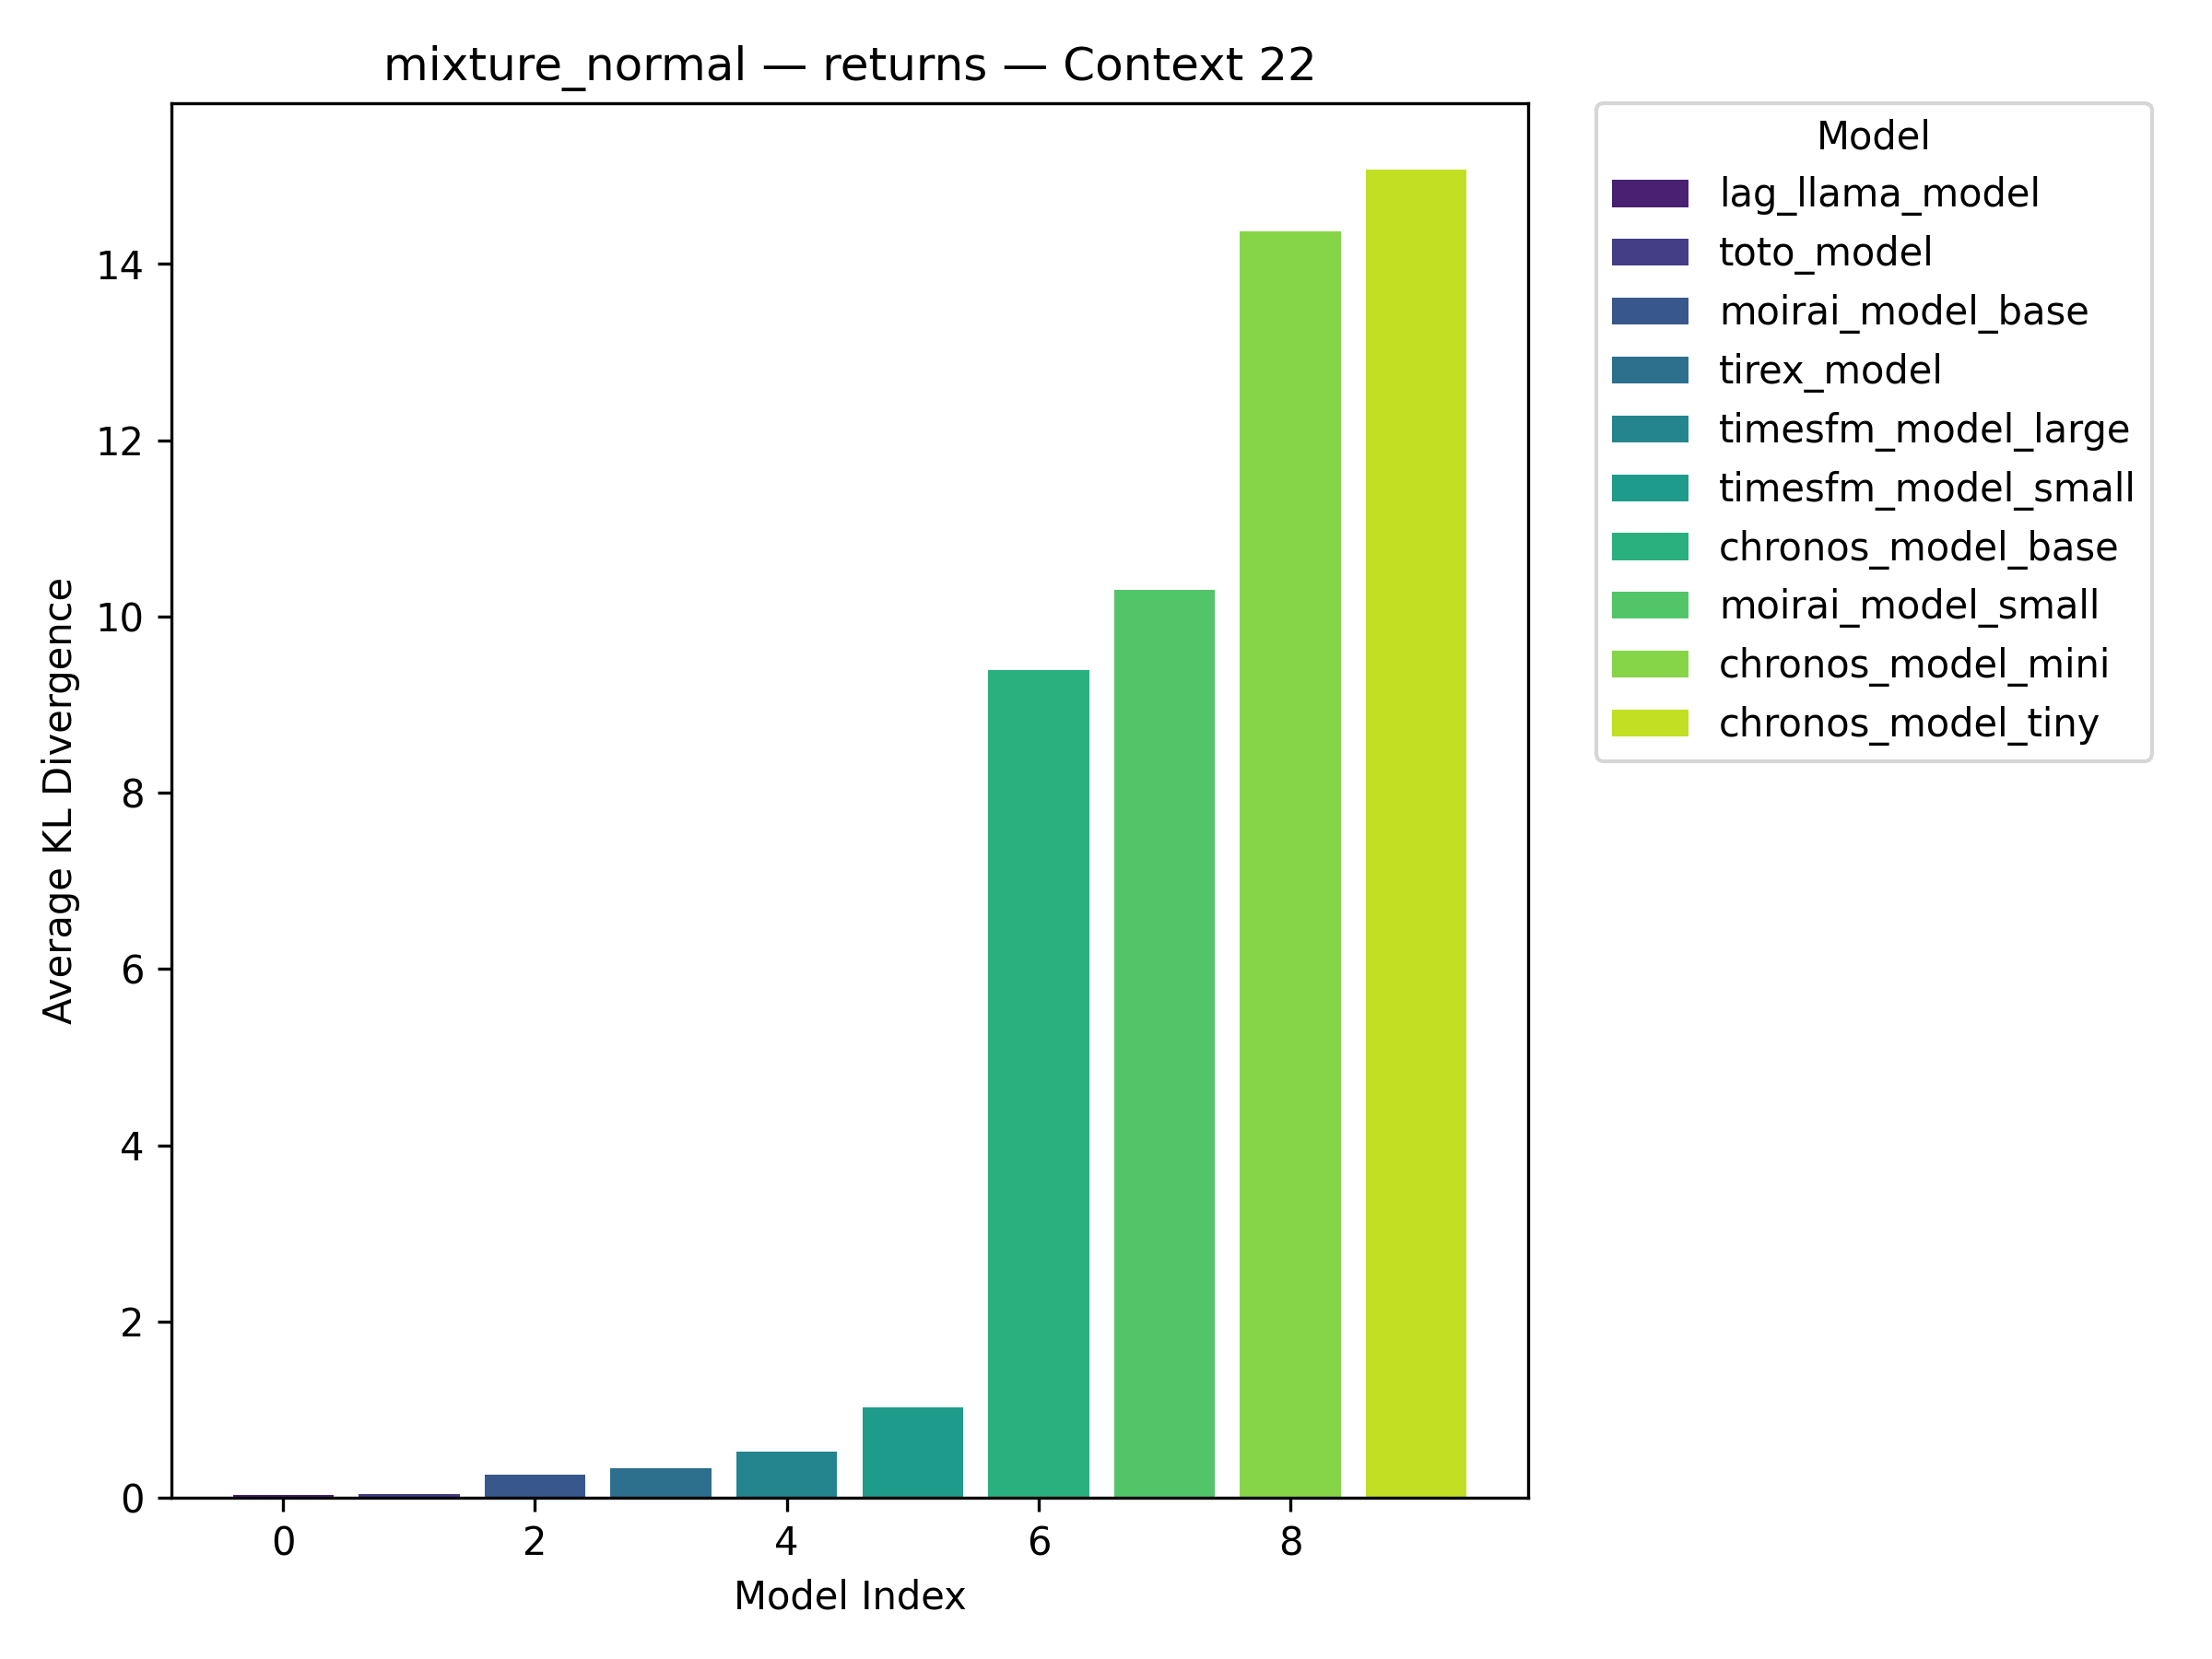 mixture_normal — returns — Context 22
Average KL Divergence
14
12
10
8
6
4
2
0
0 2 4 6 8
Model Index
Model
lag_llama_model
toto_model
moirai_model_base
tirex_model
timesfm_model_large
timesfm_model_small
chronos_model_base
moirai_model_small
chronos_model_mini
chronos_model_tiny